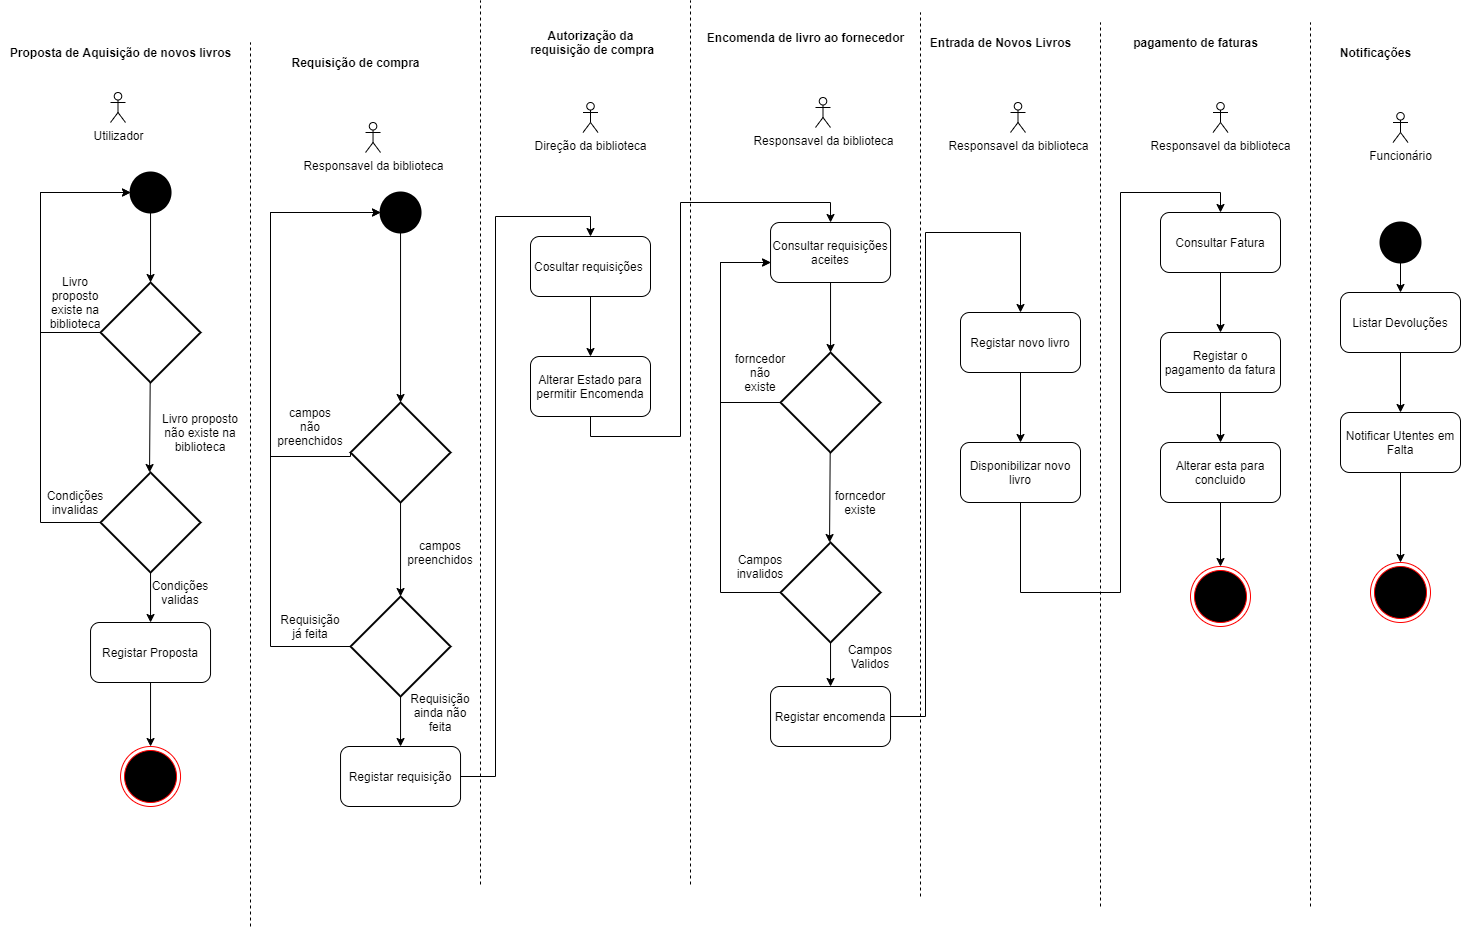 Proposta de Aquisição de novos livros
Utilizador
Livro
proposto
existe na
biblioteca
Livro proposto
não existe na
biblioteca
Condições
invalidas
Condições
validas
Registar Proposta
Requisição de compra
Responsavel da biblioteca
campos
não
preenchidos
campos
preenchidos
Requisição
já feita
Requisição
ainda não
feita
Registar requisição
Autorização da
requisição de compra
Direção da biblioteca
Cosultar requisições
Alterar Estado para
permitir Encomenda
Encomenda de livro ao fornecedor
Responsavel da biblioteca
Consultar requisições
aceites
forncedor
não
existe
forncedor
existe
Campos
invalidos
Campos
Validos
Registar encomenda
Entrada de Novos Livros
Responsavel da biblioteca
Registar novo livro
Disponibilizar novo
livro
pagamento de faturas
Responsavel da biblioteca
Consultar Fatura
Registar o
pagamento da fatura
Alterar esta para
concluido
Notificações
Funcionário
Listar Devoluções
Notificar Utentes em
Falta